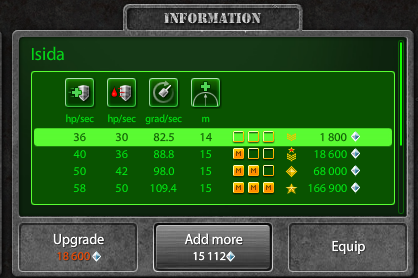 INFORMATION
Isida
hp/sec hp/sec grad/sec m
36 30 82.5 14 M 1 800
40 36 88.8 15 M 18 600
50 42 98.0 15 M M 68 000
58 50 109.4 15 M M M 166 900
Upgrade Add more Equip
18 600 15 112